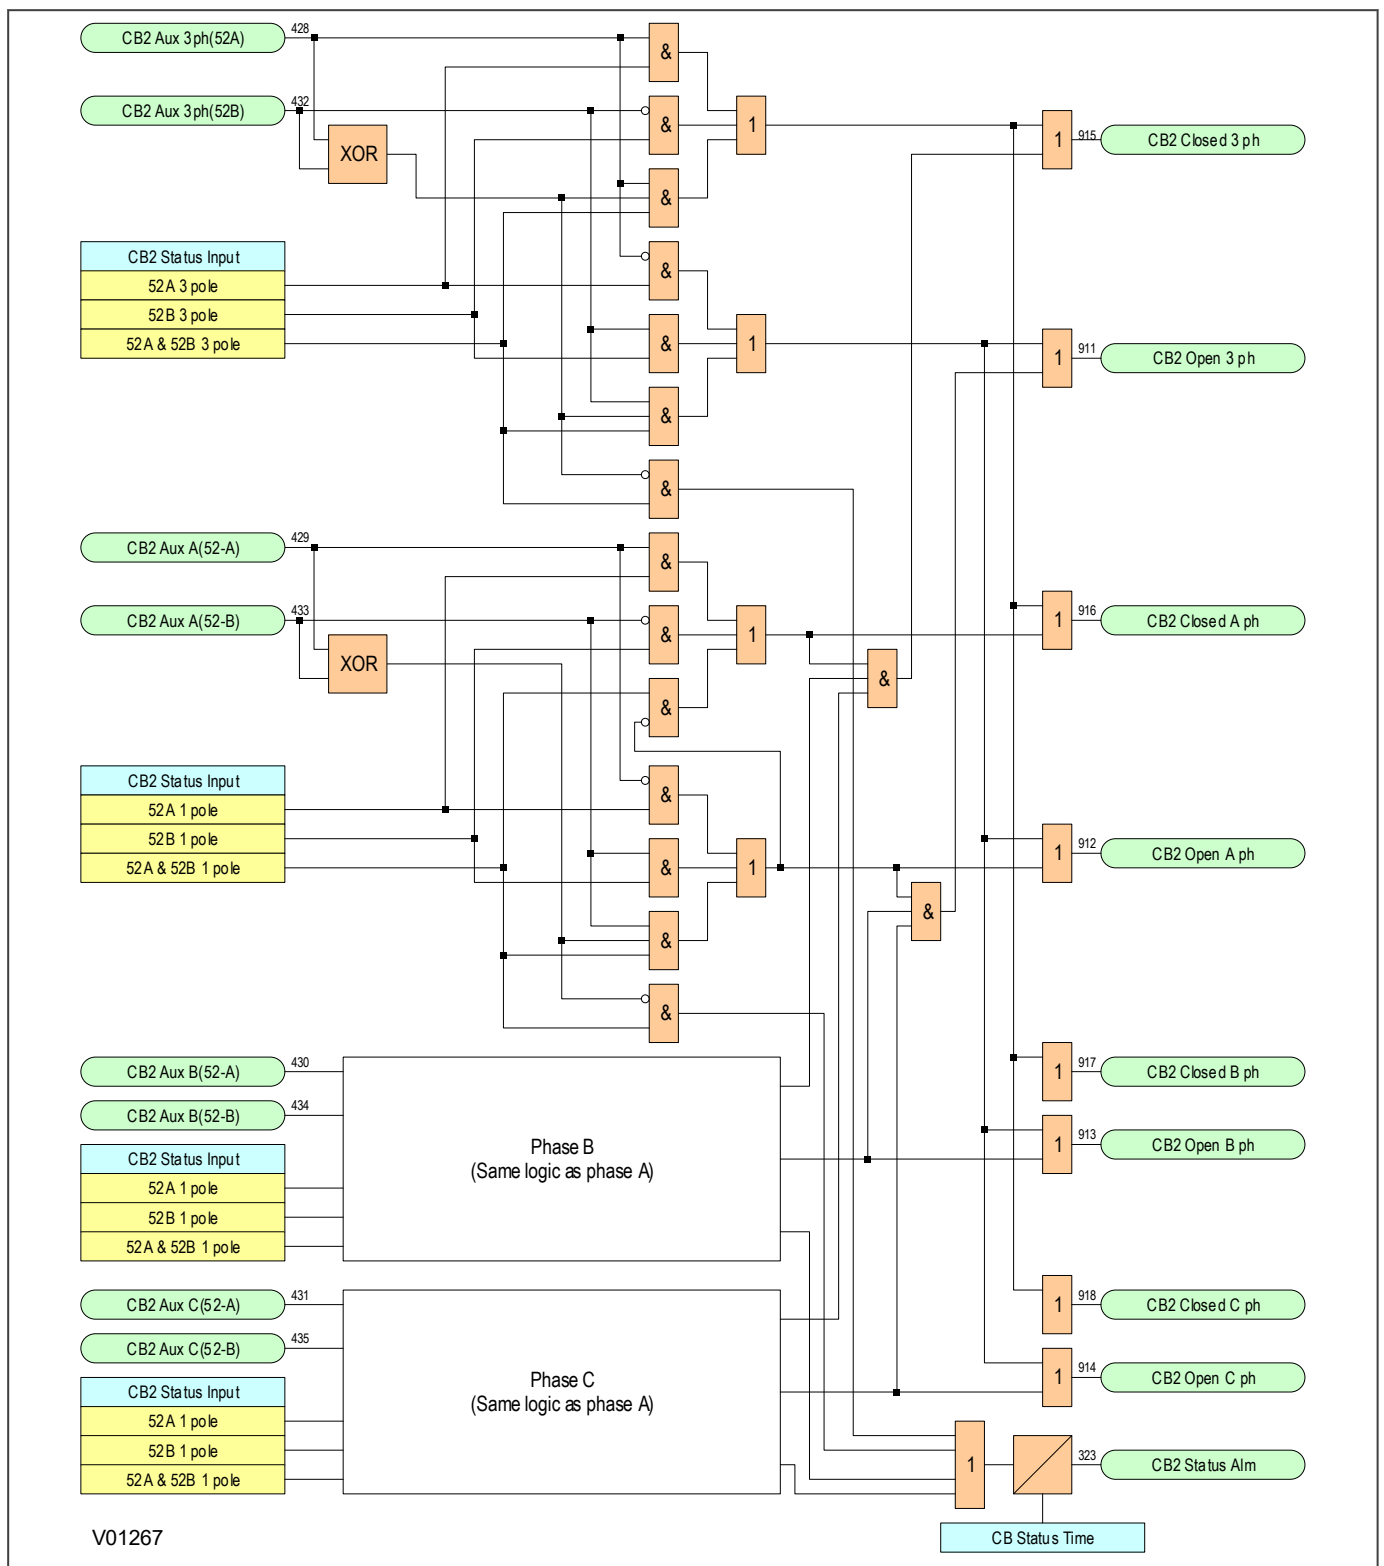 CB2 Aux 3ph(52A)
428
&
CB2 Aux 3ph(52B)
432
&
1
XOR
1
915
CB2 Closed 3 ph
&
CB2 Status Input
52A 3 pole
&
52B 3 pole
52A & 52B 3 pole
&
1
1
911
CB2 Open 3 ph
&
&
CB2 Aux A(52-A)
429
&
CB2 Aux A(52-B)
433
&
1
1
916
CB2 Closed A ph
XOR
&
&
CB2 Status Input
52A 1 pole
&
52B 1 pole
52A & 52B 1 pole
&
1
1
912
CB2 Open A ph
&
&
&
CB2 Aux B(52-A)
430
1
917
CB2 Closed B ph
CB2 Aux B(52-B)
434
Phase B
(Same logic as phase A)
1
913
CB2 Open B ph
CB2 Status Input
52A 1 pole
52B 1 pole
52A & 52B 1 pole
CB2 Aux C(52-A)
431
1
918
CB2 Closed C ph
CB2 Aux C(52-B)
435
Phase C
(Same logic as phase A)
1
914
CB2 Open C ph
CB2 Status Input
52A 1 pole
52B 1 pole
52A & 52B 1 pole
1
323
CB2 Status Alm
CB Status Time
V01267